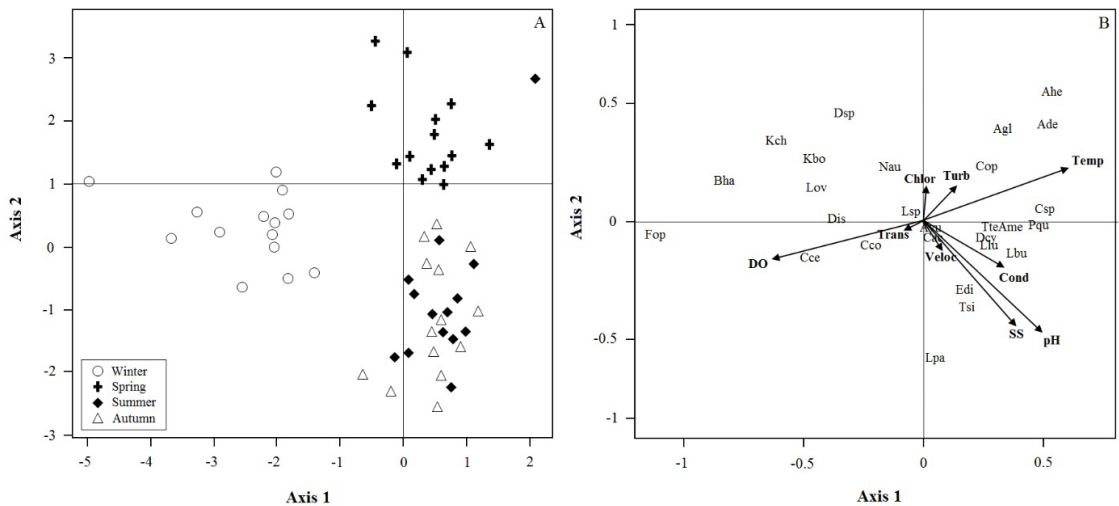 A
Axis 2
3
2
1
0
-1
-2
-3
-5
-4
-3
-2
-1
0
1
2
Axis 1
Winter
Spring
Summer
Autumn
B
Axis 2
1
0.5
0
-0.5
-1
-1
-0.5
0
0.5
Axis 1
Ahe
Dsp
Ade
Agl
Kch
Kbo
Nau
Cop
Temp
Bha
Lov
Chlor
Turb
Dis
Lsp
Csp
Fop
Trans
TteAme
Pqu
Cco
Dcy
Cce
Veloc
Lbu
DO
Cond
Edi
Tsi
SS
pH
Lpa